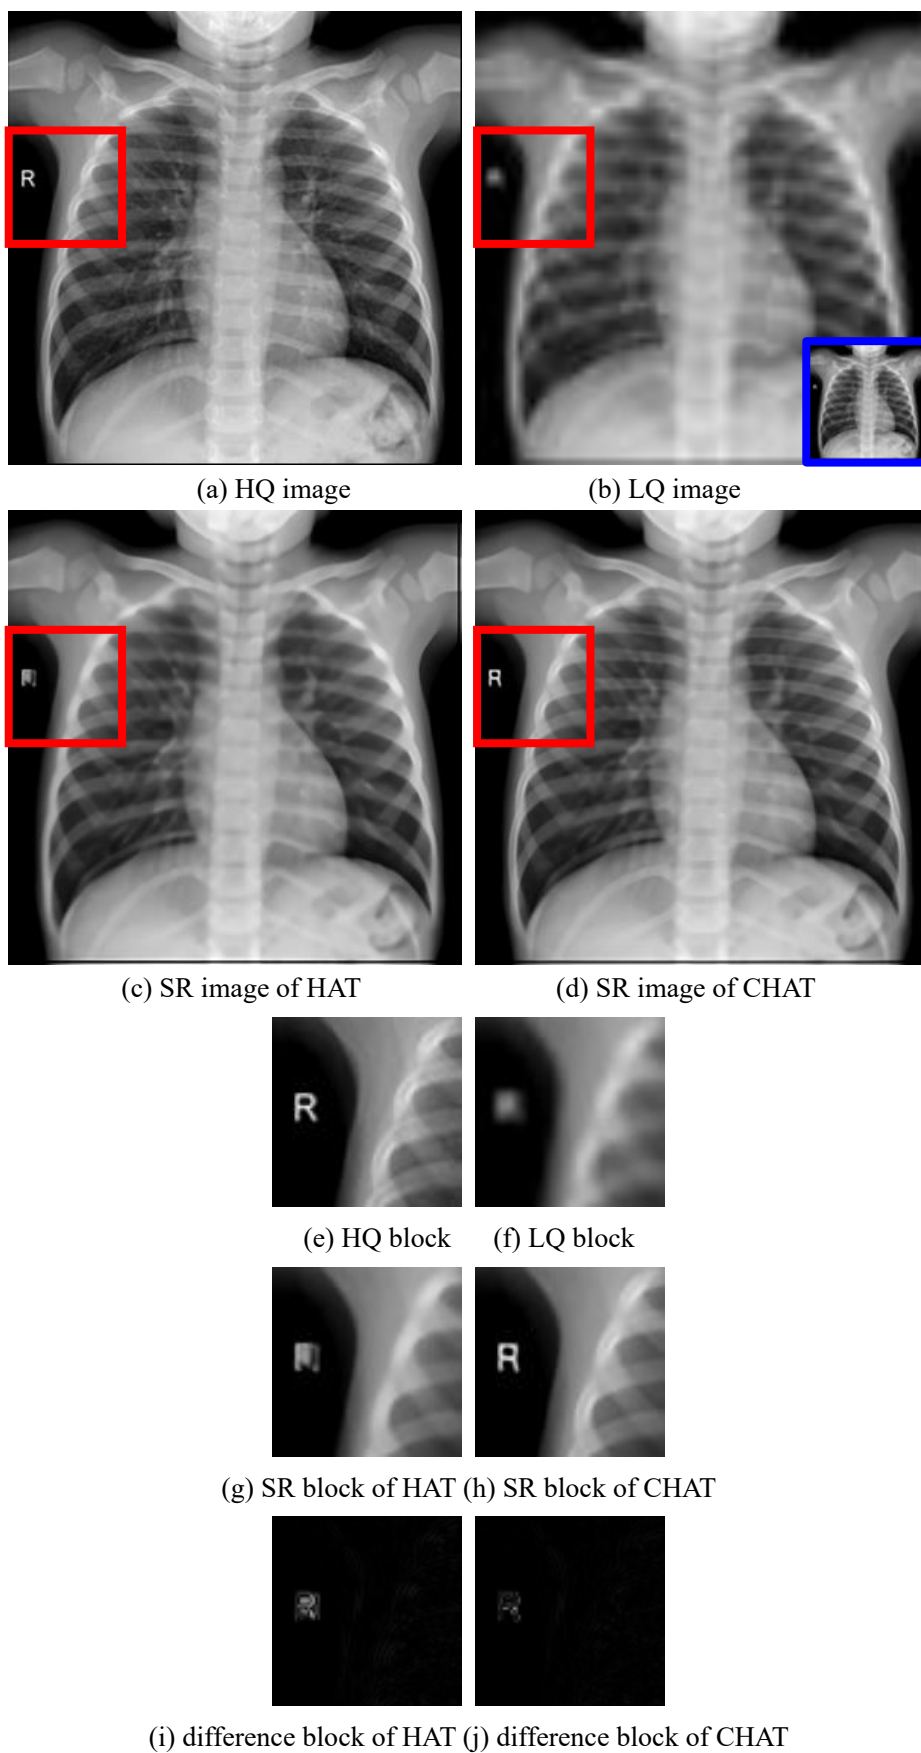 R
(a) HQ image
(b) LQ image
R
(c) SR image of HAT
(d) SR image of CHAT
R
(e) HQ block
(f) LQ block
R
(g) SR block of HAT
(h) SR block of CHAT
(i) difference block of HAT
(j) difference block of CHAT